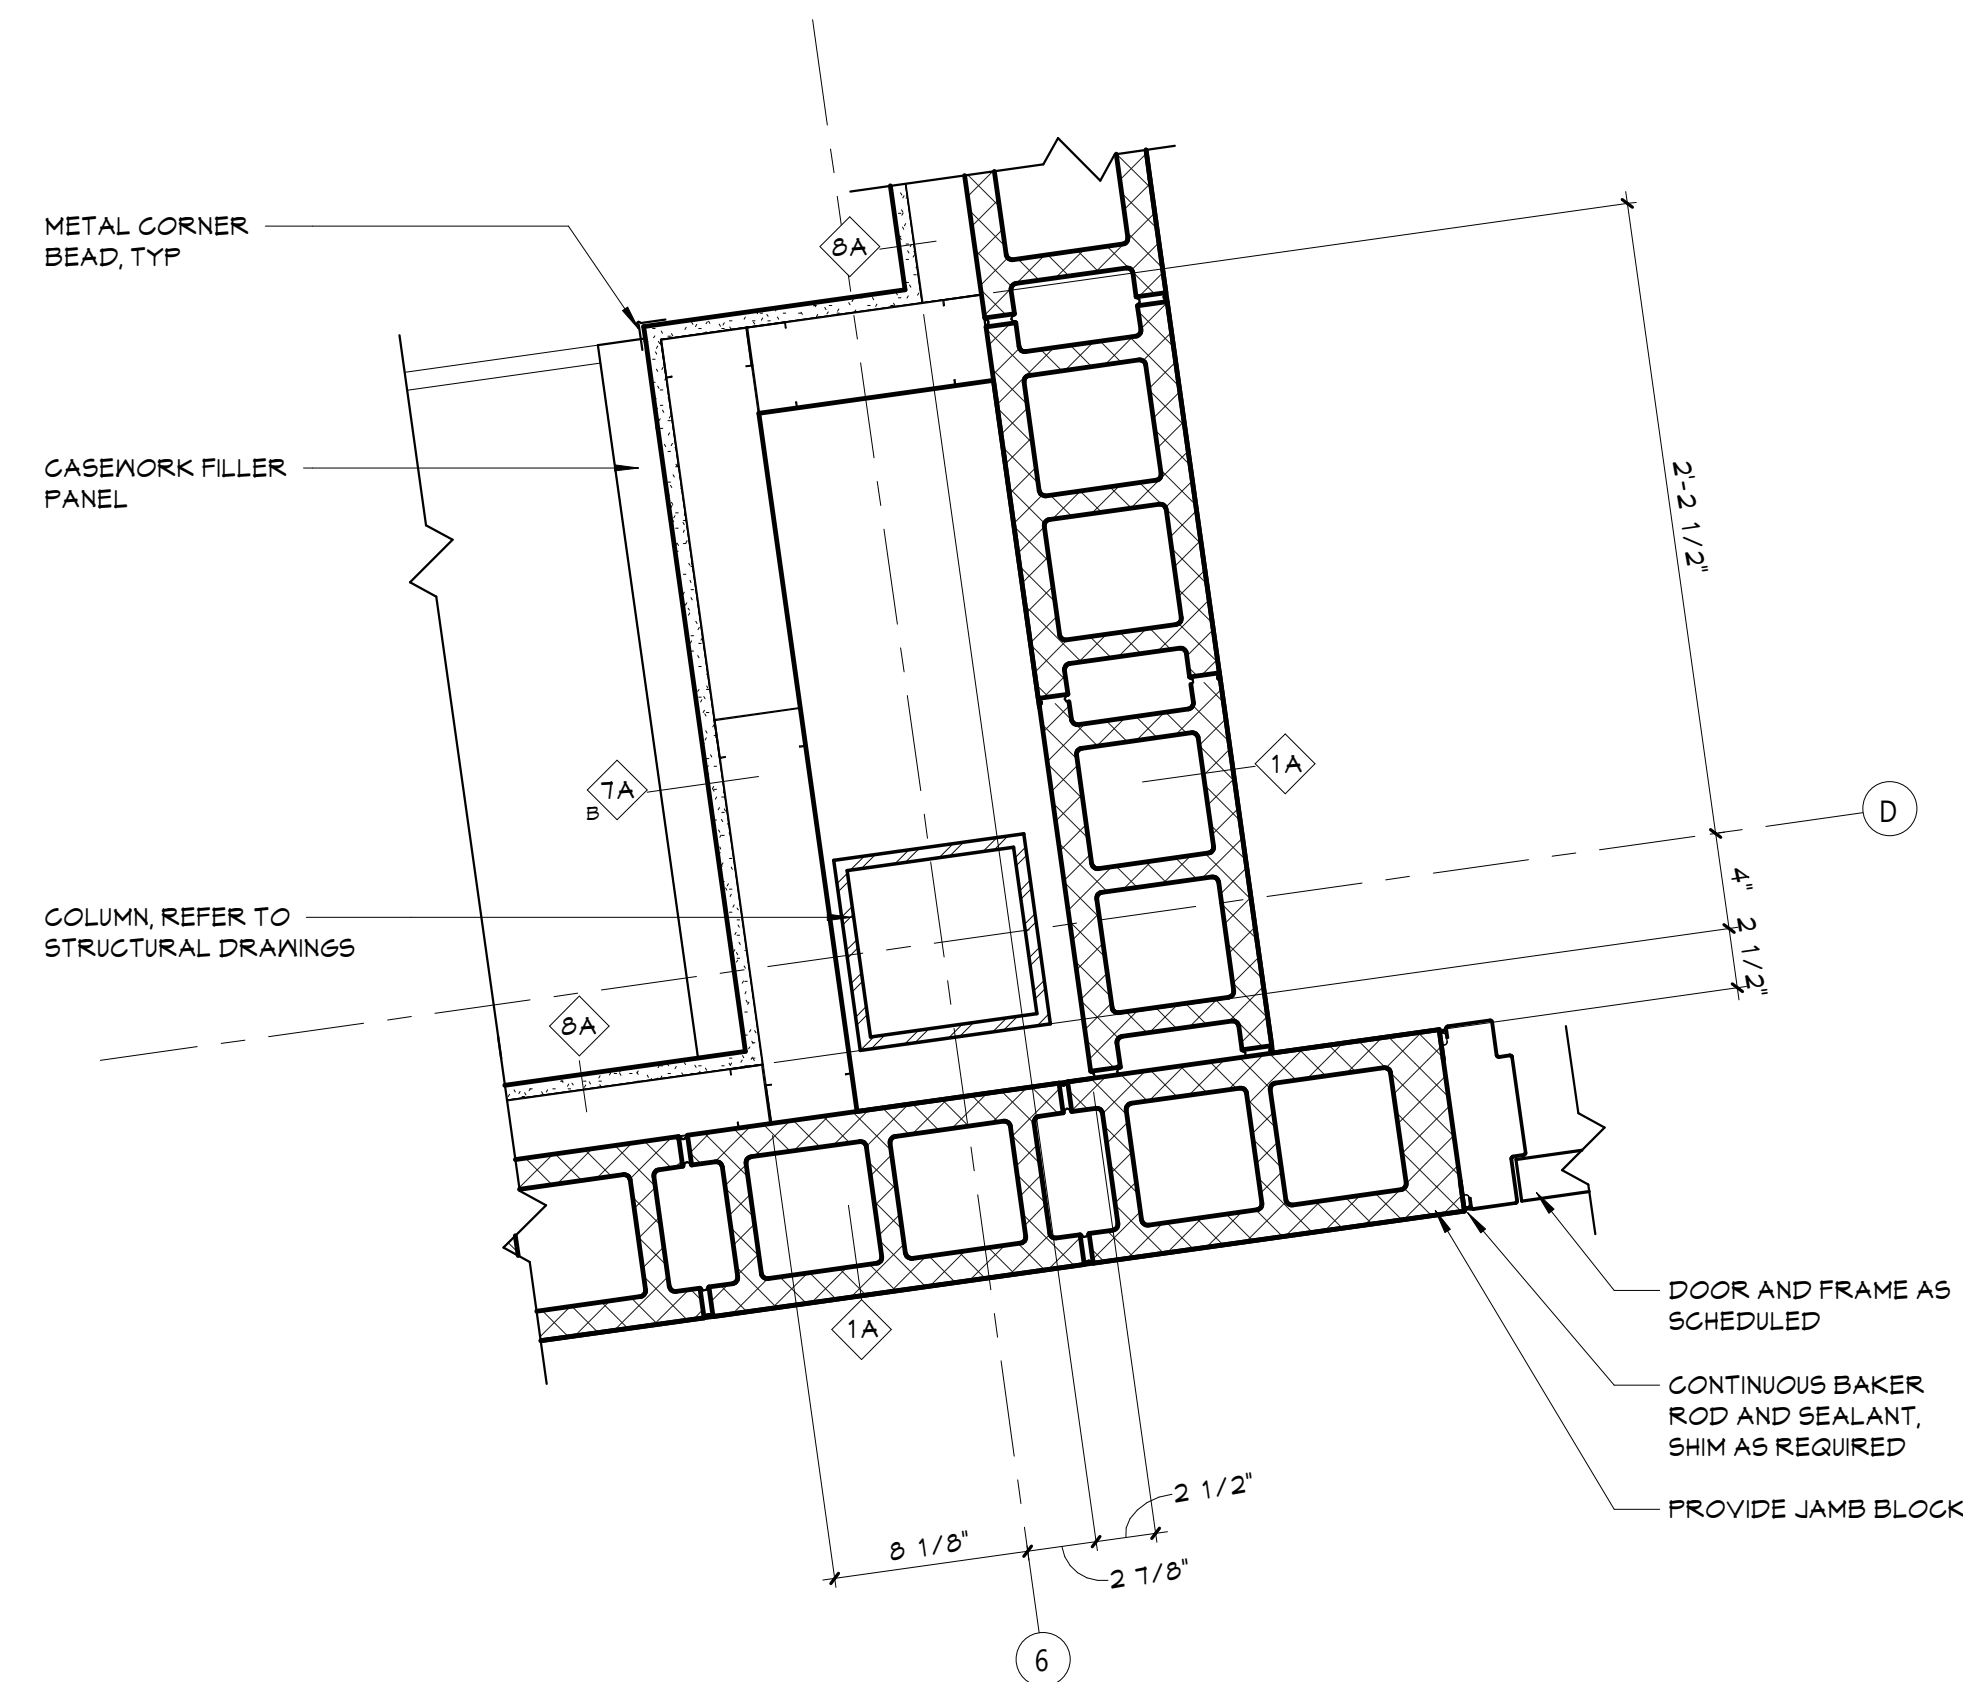 8A
METAL CORNER
BEAD, TYP
CASEWORK FILLER
PANEL
2'-2 1/2"
7A
B
1A
D
4"
2 1/2"
COLUMN, REFER TO
STRUCTURAL DRAWINGS
8A
1A
DOOR AND FRAME AS
SCHEDULED
CONTINUOUS BAKER
ROD AND SEALANT,
SHIM AS REQUIRED
PROVIDE JAMB BLOCK
2 1/2"
8 1/8"
2 7/8"
6